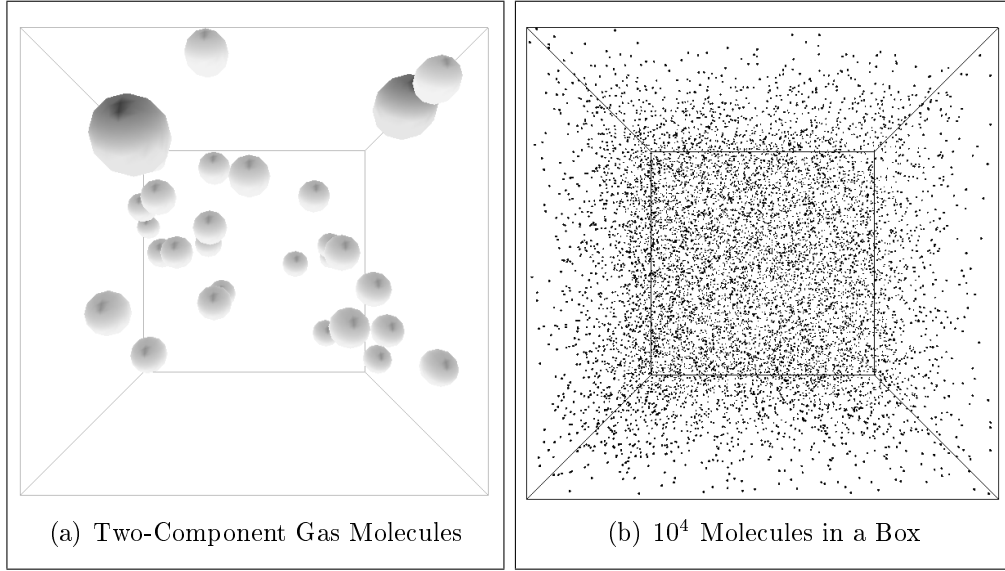 (a) Two-Component Gas Molecules
(b) 10⁴ Molecules in a Box